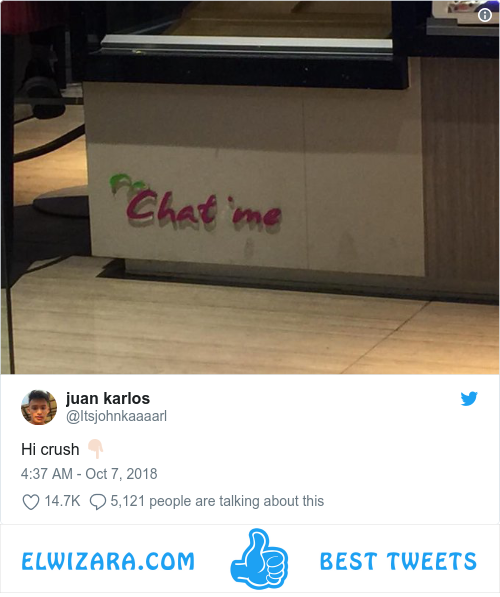 Fo
Chat'me
juan karlos
@Itsjohnkaaaarl
Hi crush 👇🏻
4:37 AM - Oct 7, 2018
14.7K 5,121 people are talking about this
ELWIZARA.COM BEST TWEETS